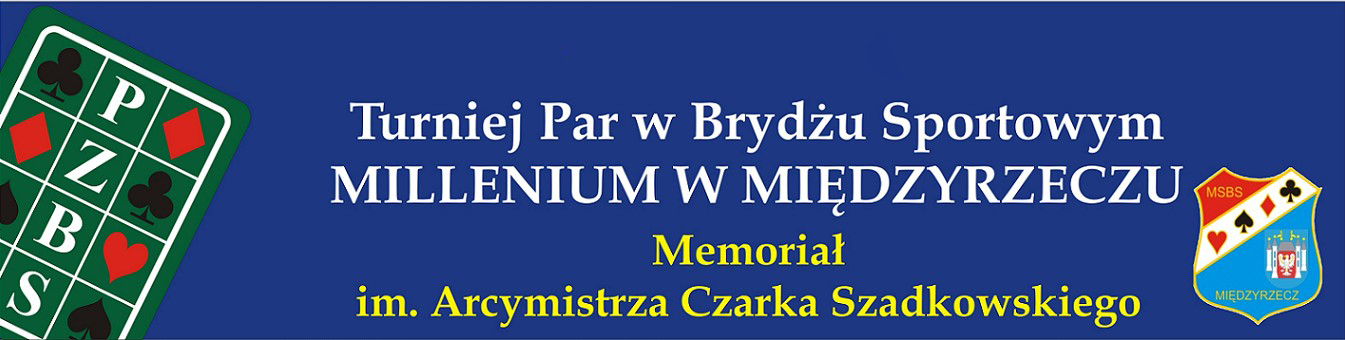 P
Z
B
S
Turniej Par w Brydżu Sportowym
MILLENIUM W MIĘDZYRZECZU
Memoriał
im. Arcymistrza Czarka Szadkowskiego
MSBS
MIĘDZYRZECZ